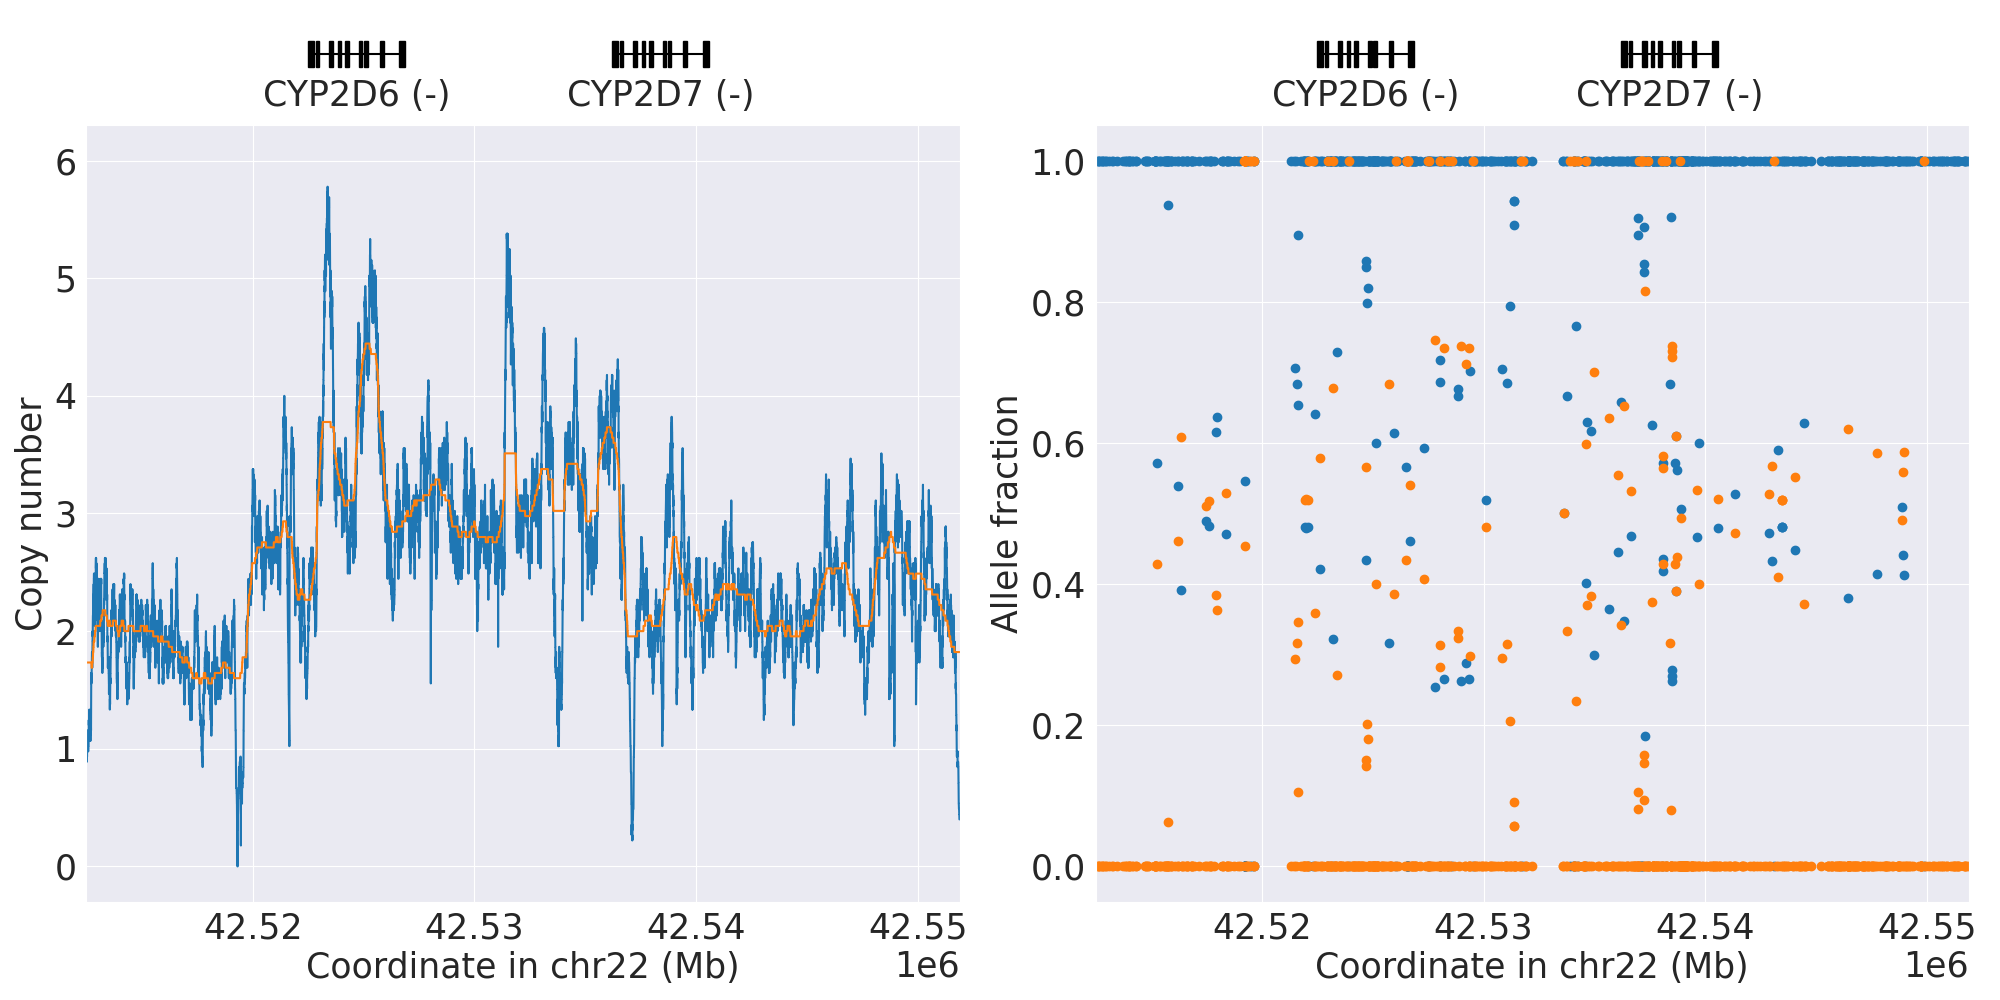 CYP2D6 (-) CYP2D7 (-)
6
5
4
3
2
1
0
Copy number
42.52 42.53 42.54 42.55
Coordinate in chr22 (Mb) 1e6
CYP2D6 (-) CYP2D7 (-)
1.0
0.8
0.6
0.4
0.2
0.0
Allele fraction
42.52 42.53 42.54 42.55
Coordinate in chr22 (Mb) 1e6